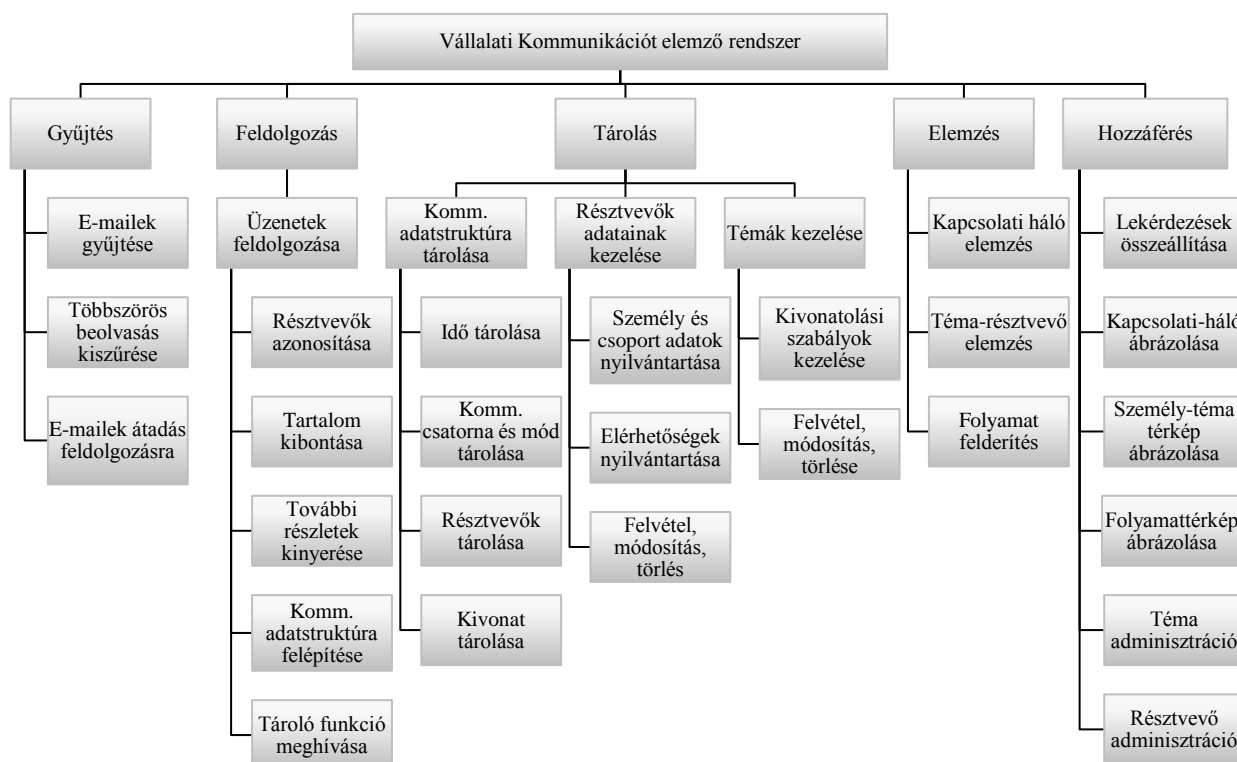 Vállalati Kommunikációt elemző rendszer
Gyűjtés
E-mailek
gyűjtése
Többszörös
beolvasás
kiszűrése
E-mailek átadás
feldolgozásra
Feldolgozás
Üzenetek
feldolgozása
Résztvevők
azonosítása
Tartalom
kibontása
További
részletek
kinyerése
Komm.
adatstruktúra
felépítése
Tároló funkció
meghívása
Tárolás
Komm.
adatstruktúra
tárolása
Idő tárolása
Komm.
csatorna és mód
tárolása
Résztvevők
tárolása
Kivonat
tárolása
Résztvevők
adatainak
kezelése
Személy és
csoport adatok
nyilvántartása
Elérhetőségek
nyilvántartása
Felvétel,
módosítás,
törlés
Témák kezelése
Kivonatolási
szabályok
kezelése
Felvétel,
módosítás,
törlése
Elemzés
Kapcsolati háló
elemzés
Téma-résztvevő
elemzés
Folyamat
felderítés
Hozzáférés
Lekérdezések
összeállítása
Kapcsolati-háló
ábrázolása
Személy-téma
térkép
ábrázolása
Folyamattérkép
ábrázolása
Téma
adminisztráció
Résztvevő
adminisztráció